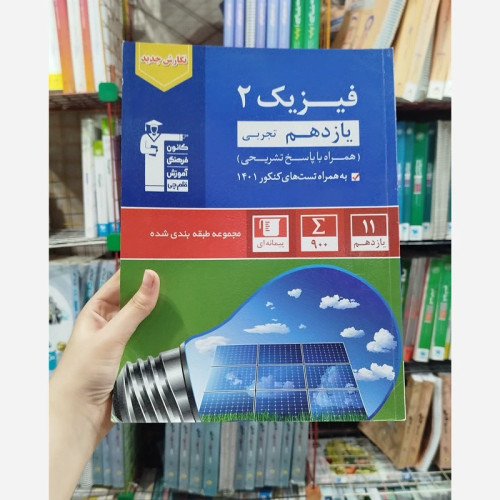 نگارش جدید
فیزیک ۲
یازدهم تجربی
(همراه با پاسخ تشریحی)
به همراه تست‌های کنکور ۱۴۰۱
کانون
فرهنگی
آموزش
قلم‌چی
۱۱
یازدهم
Σ
۹۰۰
پیمانه‌ای
مجموعه طبقه بندی شده